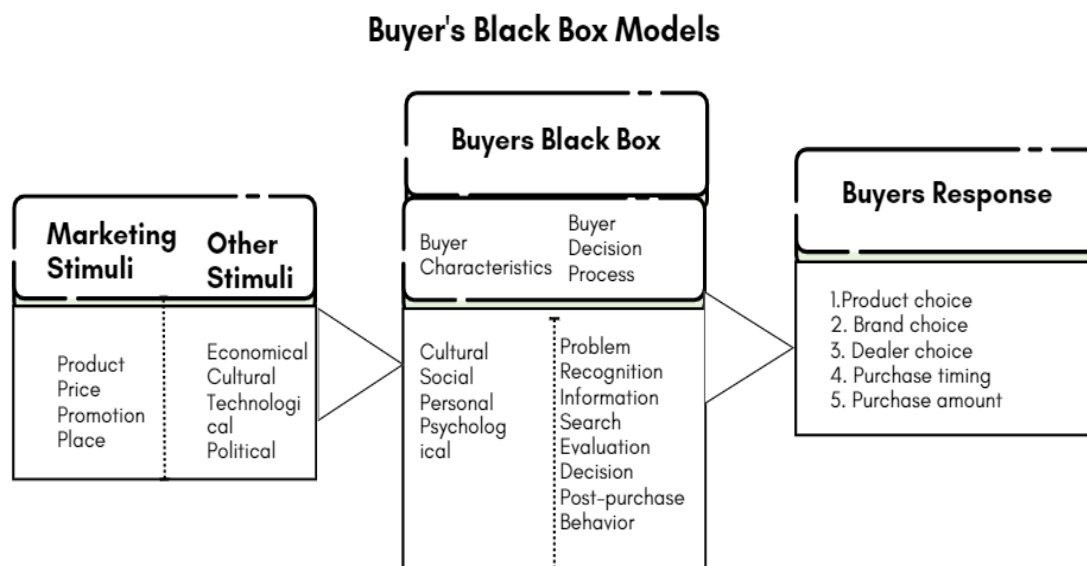 Buyer's Black Box Models
Marketing
Stimuli
Other
Stimuli
Product
Price
Promotion
Place
Economical
Cultural
Technologi
cal
Political
Buyers Black Box
Buyer
Characteristics
Buyer
Decision
Process
Cultural
Social
Personal
Psycholog
ical
Problem
Recognition
Information
Search
Evaluation
Decision
Post-purchase
Behavior
Buyers Response
1.Product choice
2. Brand choice
3. Dealer choice
4. Purchase timing
5. Purchase amount